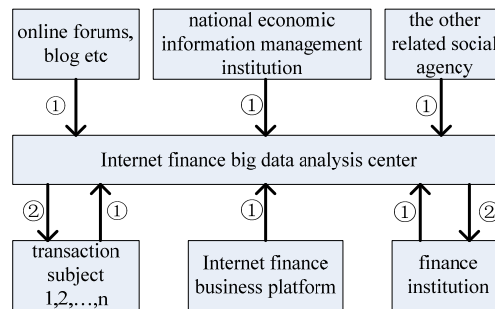 online forums,
blog etc
national economic
information management
institution
the other
related social
agency
①
①
①
Internet finance big data analysis center
②
①
①
①
②
transaction
subject
1,2,...,n
Internet finance
business platform
finance
institution